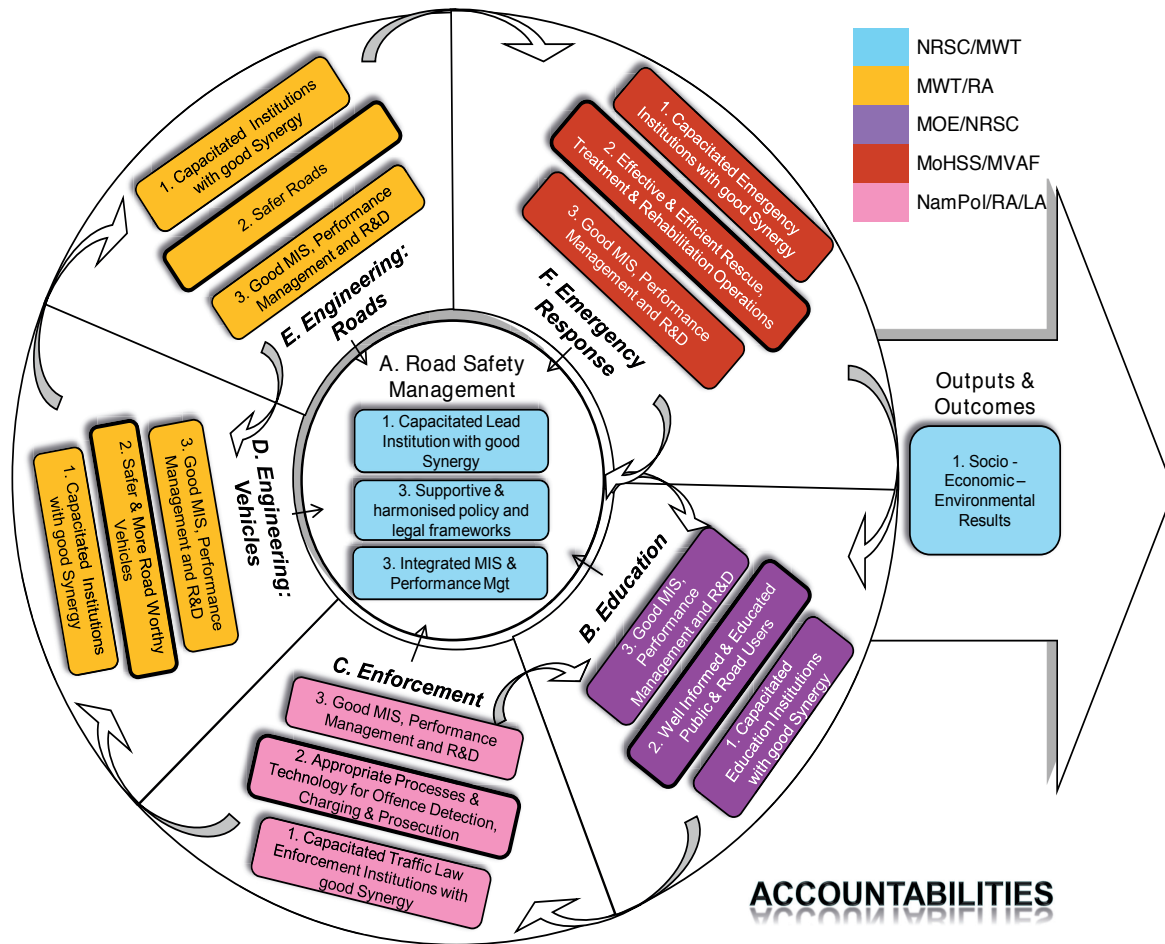 NRSC/MWT
MWT/RA
MOE/NRSC
MoHSS/MVAF
NamPol/RA/LA
1. Capacitated Institutions
with good Synergy
2. Safer Roads
3. Good MIS, Performance
Management and R&D
E. Engineering:
Roads
1. Capacitated Emergency
Institutions with good Synergy
2. Effective & Efficient Rescue,
Treatment & Rehabilitation Operations
3. Good MIS, Performance
Management and R&D
F. Emergency
Response
A. Road Safety
Management
1. Capacitated Lead
Institution with good
Synergy
3. Supportive &
harmonised policy and
legal frameworks
3. Integrated MIS &
Performance Mgt
D. Engineering:
Vehicles
3. Good MIS, Performance
Management and R&D
2. Safer & More Road Worthy
Vehicles
1. Capacitated Institutions
with good Synergy
C. Enforcement
3. Good MIS, Performance
Management and R&D
2. Appropriate Processes &
Technology for Offence Detection,
Charging & Prosecution
1. Capacitated Traffic Law
Enforcement Institutions with
good Synergy
B. Education
3. Good MIS,
Performance
Management and R&D
2. Well Informed & Educated
Public & Road Users
1. Capacitated
Education Institutions
with good Synergy
Outputs &
Outcomes
1. Socio -
Economic –
Environmental
Results
ACCOUNTABILITIES